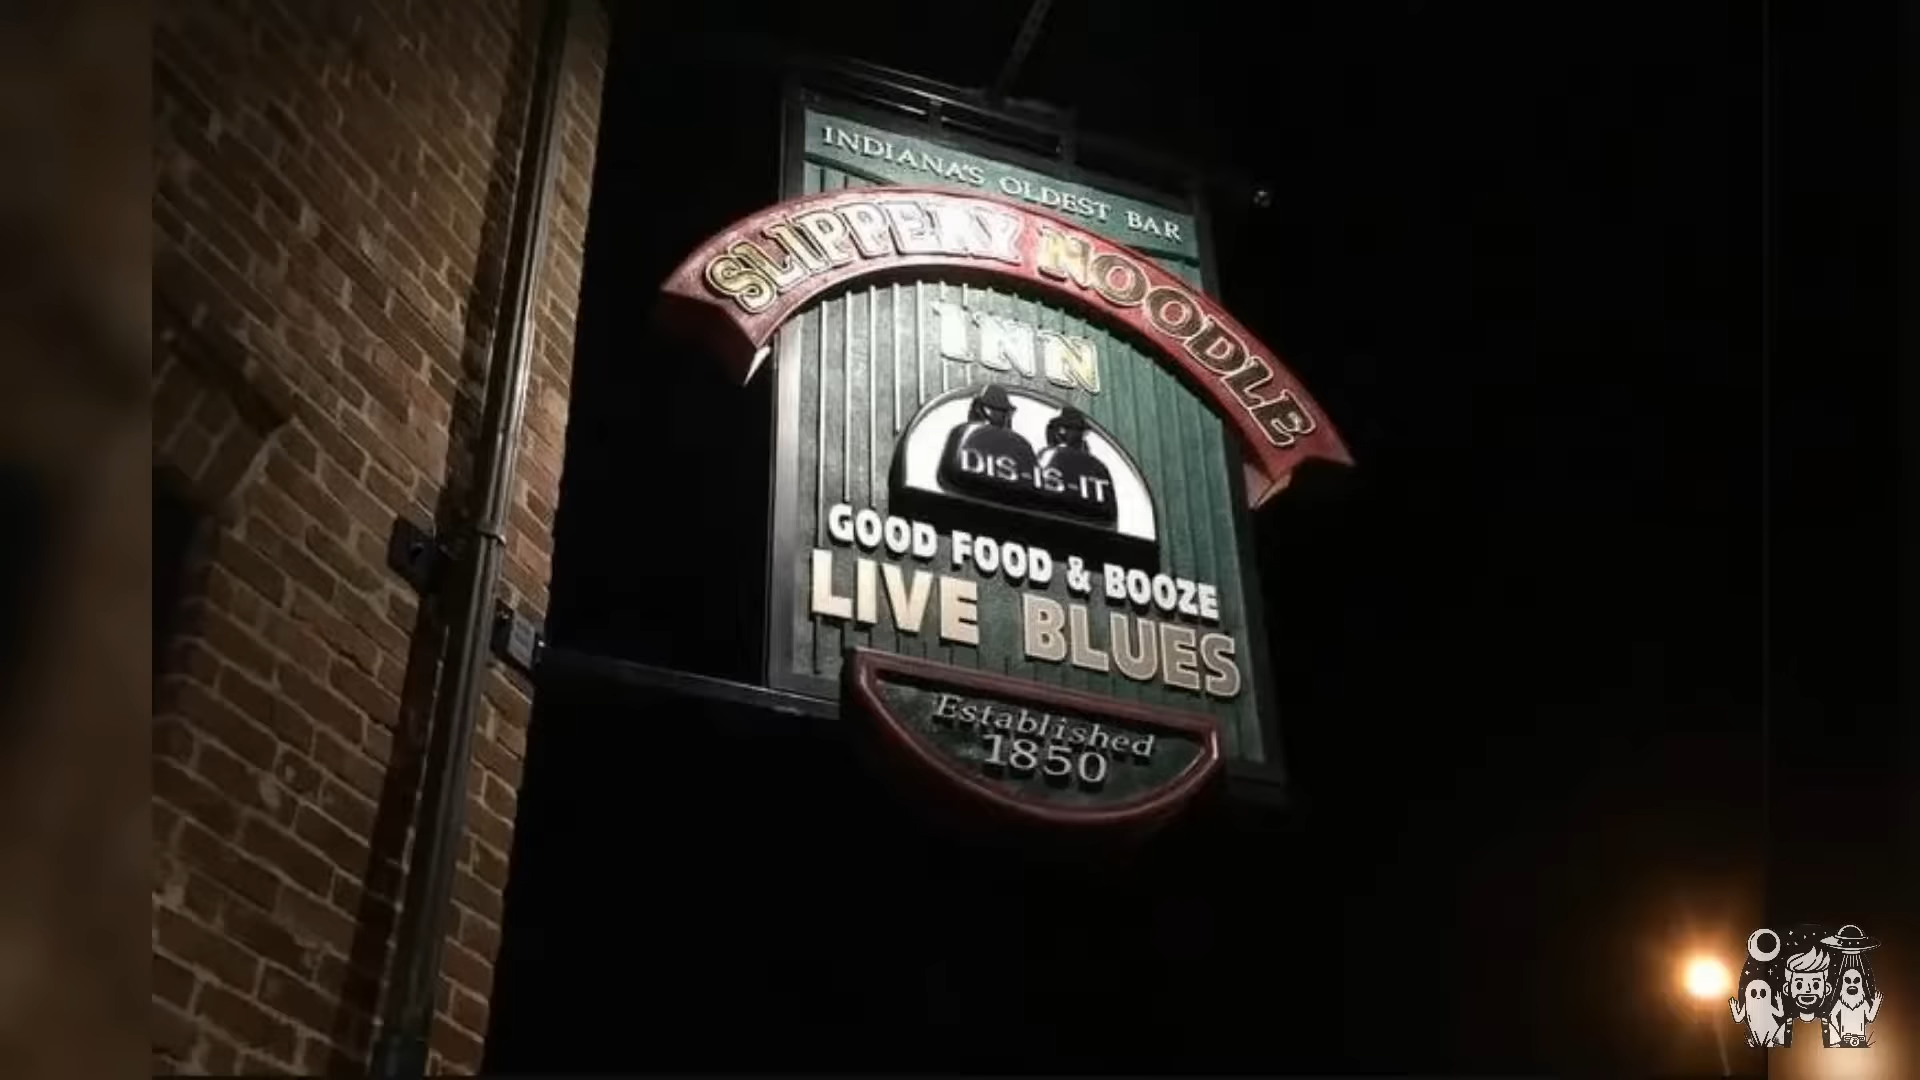 INDIANA'S OLDEST BAR
SLIPPERY NOODLE
INN
DIS-IS-IT
GOOD FOOD & BOOZE
LIVE BLUES
Established
1850